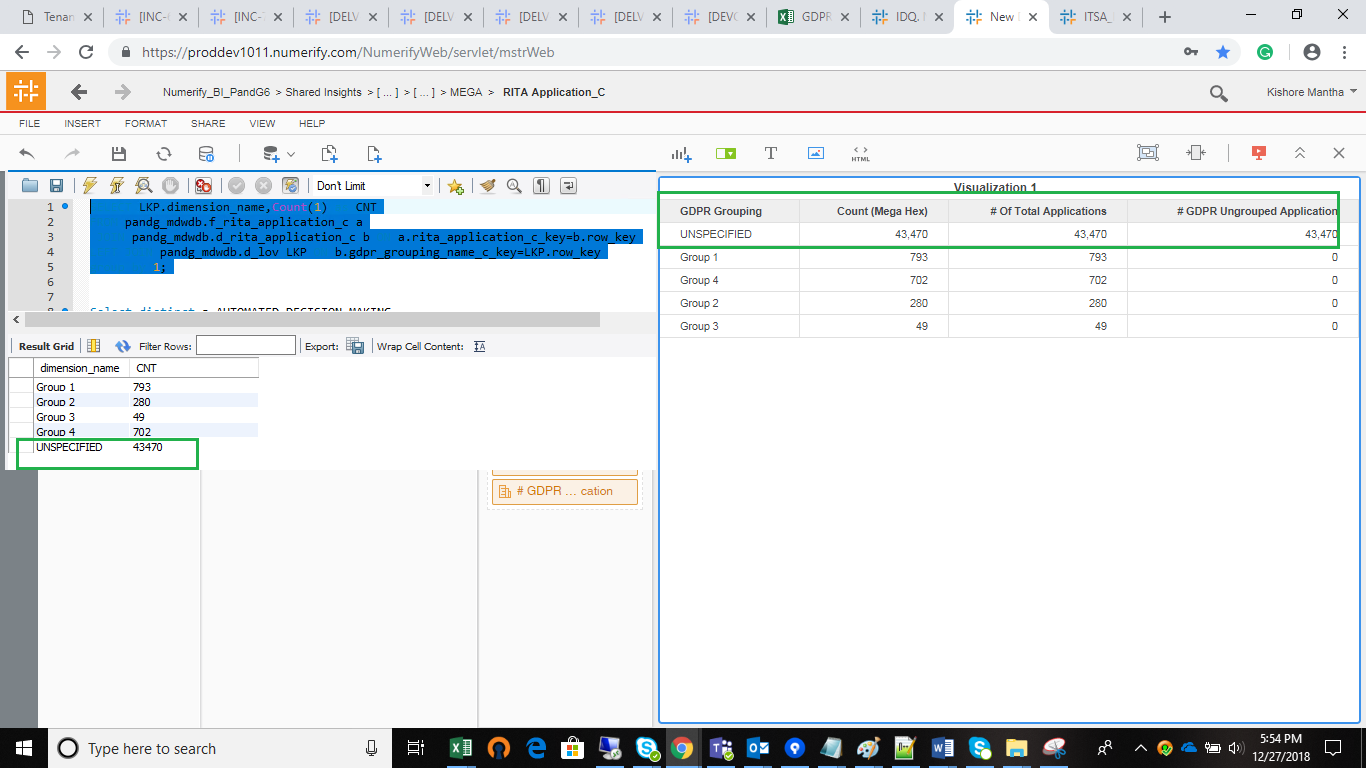 Tenan
[INC-
[INC-
[DELV
[DELV
[DELV
[DELV
[DEVO
GDPR
IDQ.
New
ITSA_
https://proddev1011.numerify.com/NumerifyWeb/servlet/mstrWeb
Numerify_BI_PandG6 > Shared Insights > [ ... ] > [ ... ] > MEGA > RITA Application_C
Kishore Mantha
FILE INSERT FORMAT SHARE VIEW HELP
HTML
Don't Limit
1 LKP.dimension_name,Count(1) CNT
2 pandg_mdwdb.f_rita_application_c a
3 pandg_mdwdb.d_rita_application_c b a.rita_application_c_key=b.row_key
4 pandg_mdwdb.d_lov LKP b.gdpr_grouping_name_c_key=LKP.row_key
5 1;
6
7
8 Select distinct a.AUTOMATED_DECISION_MAKING
Result Grid Filter Rows: Export: Wrap Cell Content:
dimension_name CNT
Group 1 793
Group 2 280
Group 3 49
Group 4 702
UNSPECIFIED 43470
# GDPR ... cation
Visualization 1
GDPR Grouping Count (Mega Hex) # Of Total Applications # GDPR Ungrouped Application
UNSPECIFIED 43,470 43,470 43,470
Group 1 793 793 0
Group 4 702 702 0
Group 2 280 280 0
Group 3 49 49 0
Type here to search
5:54 PM
12/27/2018